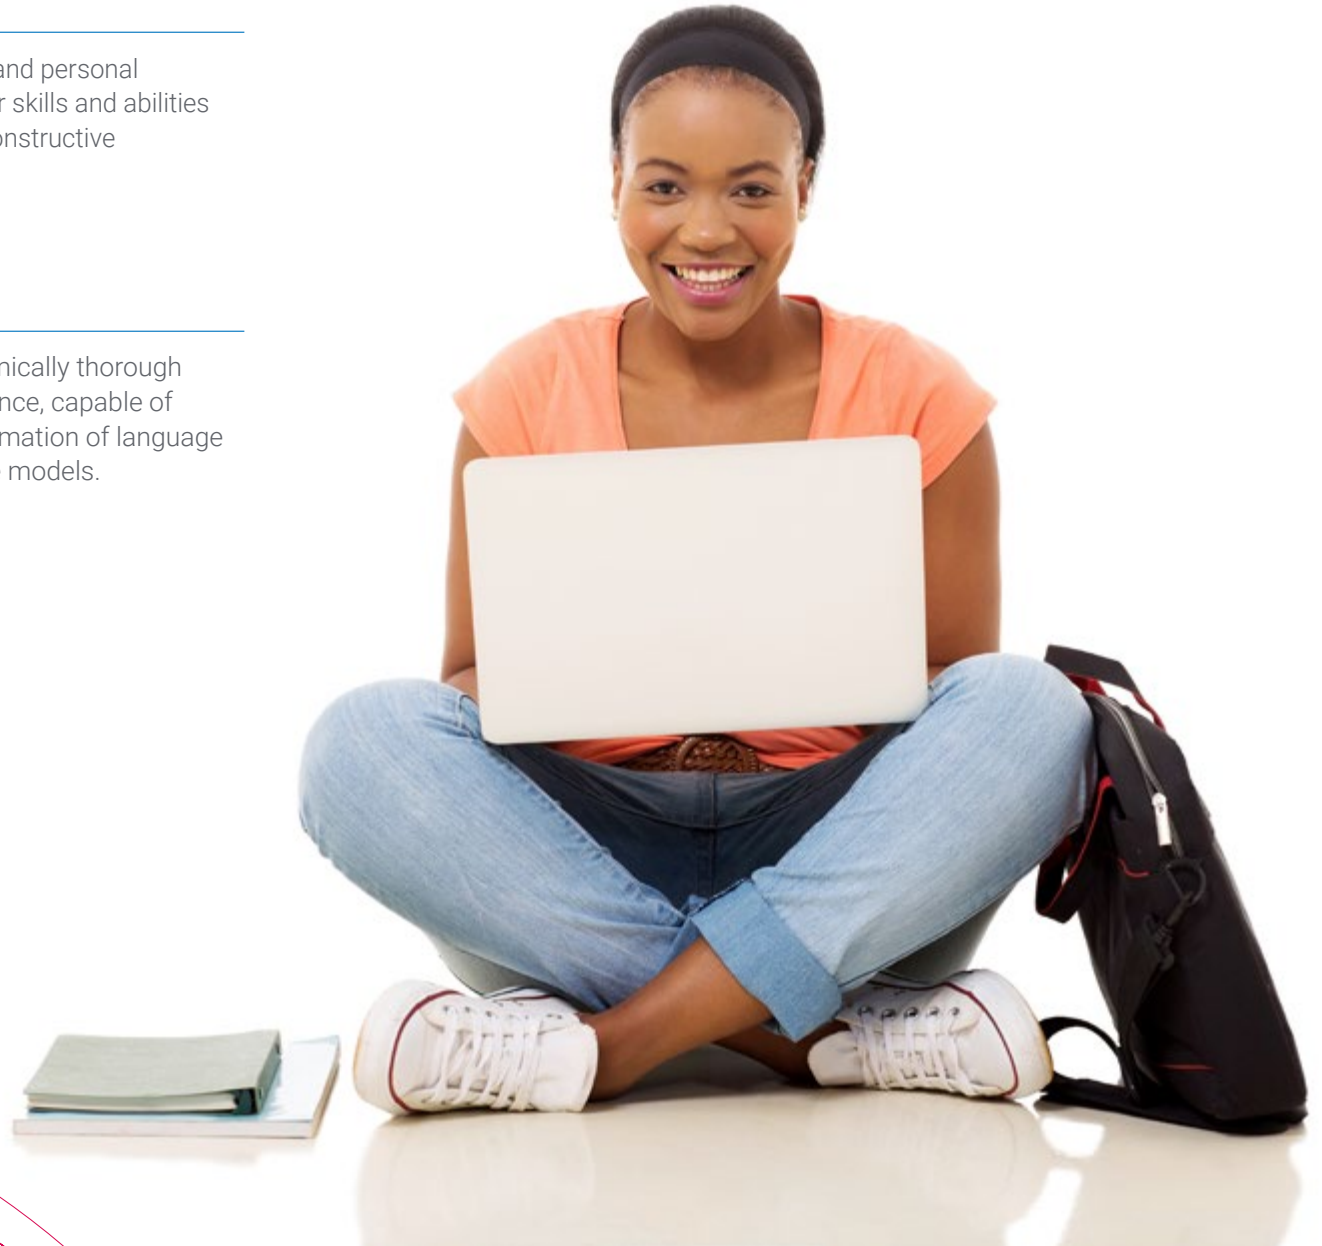 and personal
r skills and abilities
onstructive
nically thorough
nce, capable of
mation of language
models.